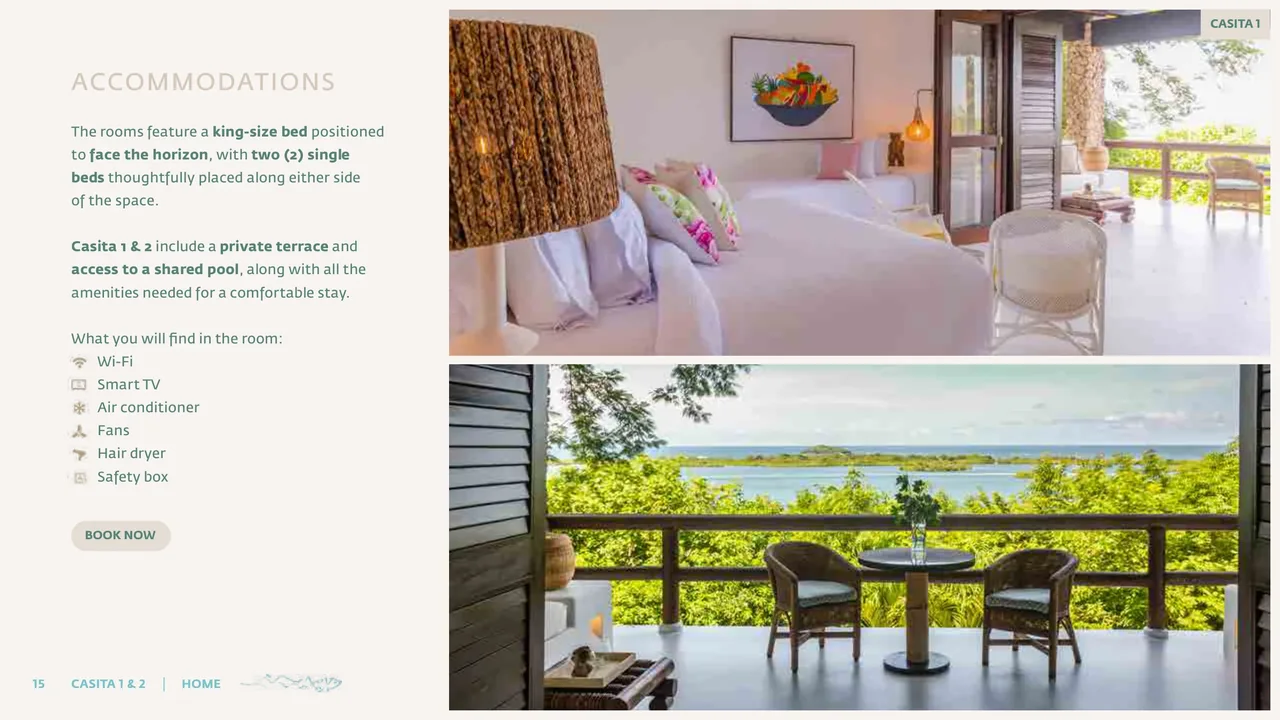 ACCOMMODATIONS
The rooms feature a king-size bed positioned
to face the horizon, with two (2) single
beds thoughtfully placed along either side
of the space.
Casita 1 & 2 include a private terrace and
access to a shared pool, along with all the
amenities needed for a comfortable stay.
What you will find in the room:
Wi-Fi
Smart TV
Air conditioner
Fans
Hair dryer
Safety box
BOOK NOW
15 CASITA 1 & 2 | HOME
CASITA 1